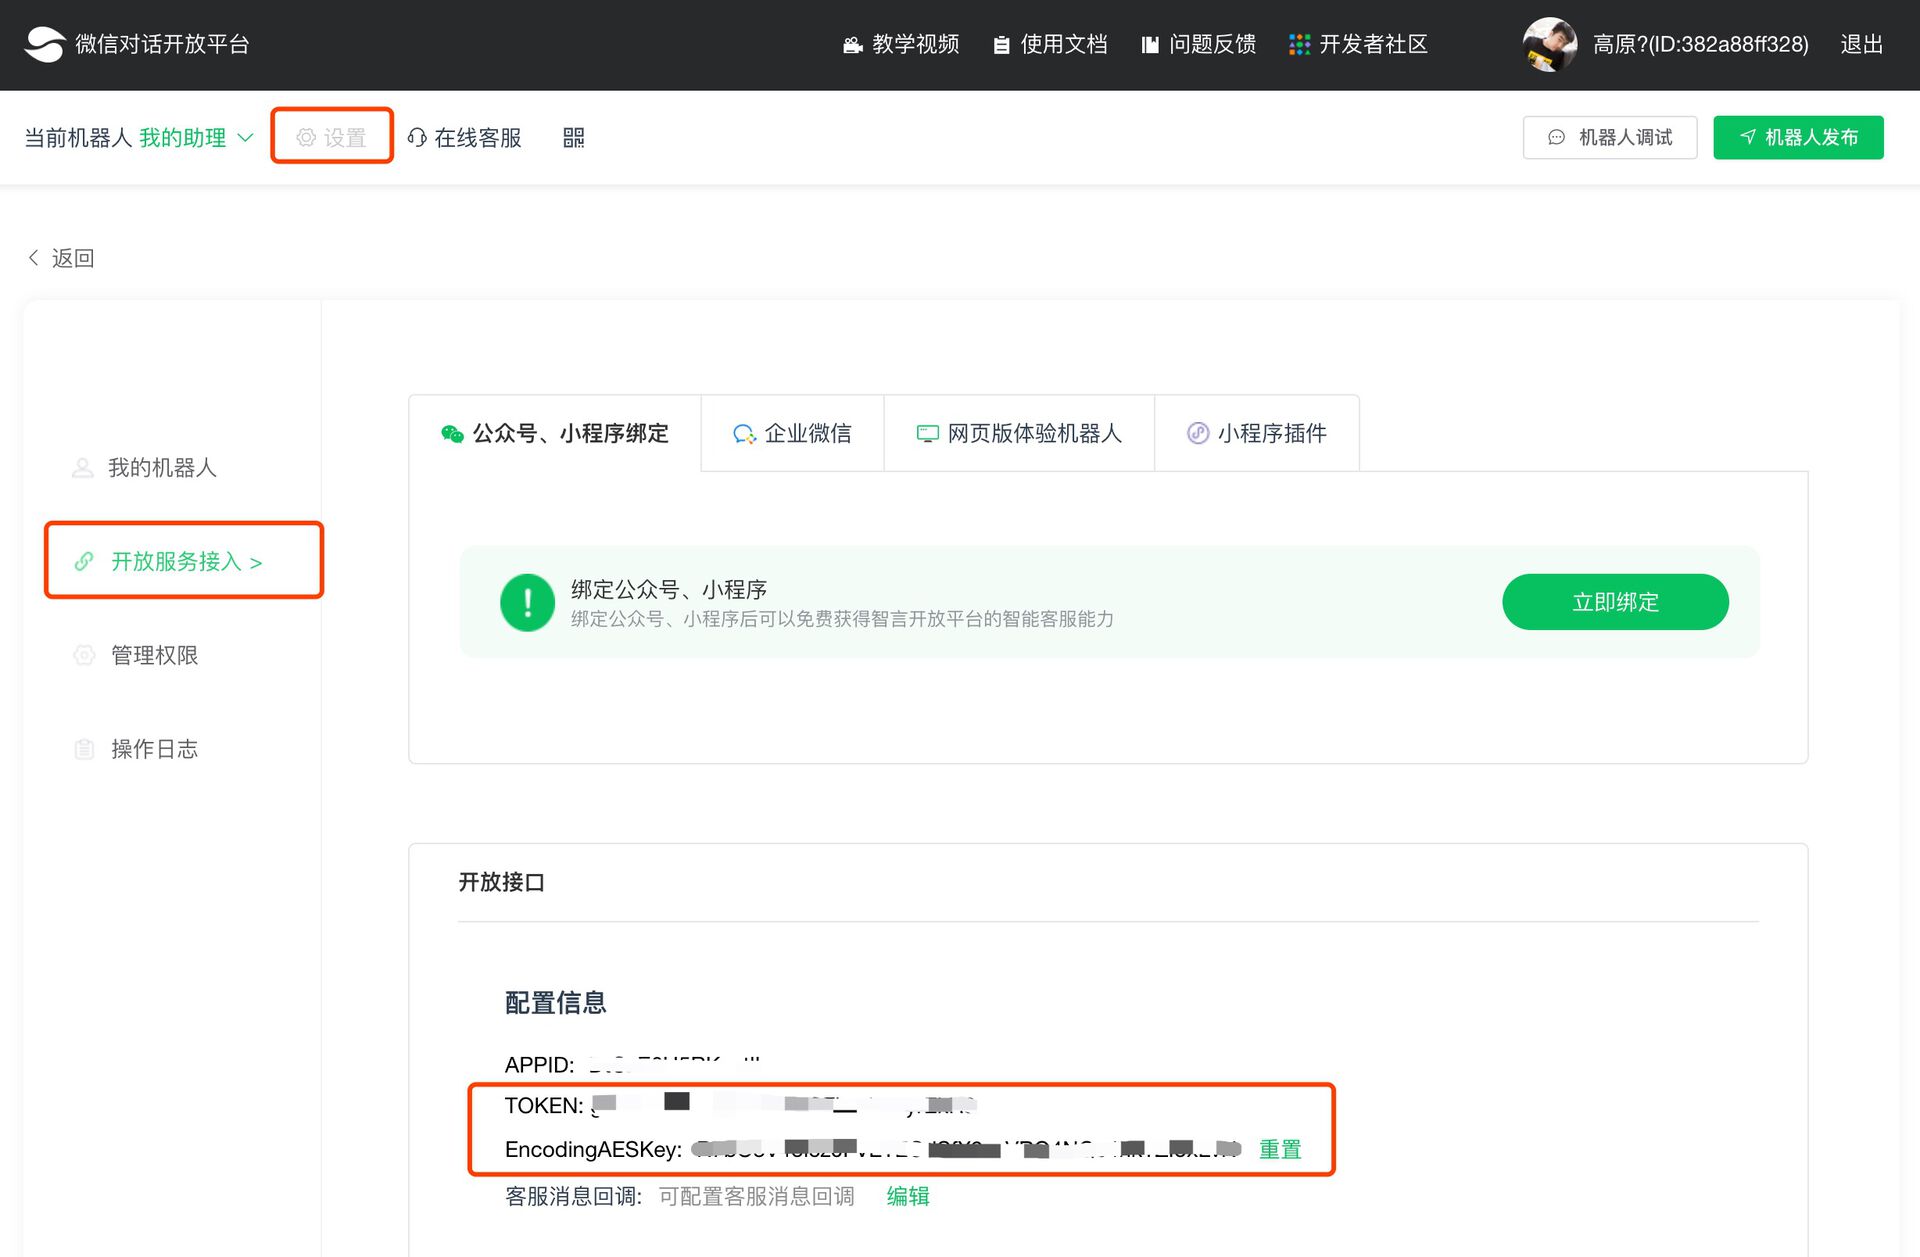 微信对话开放平台
教学视频
使用文档
问题反馈
开发者社区
高原?(ID:382a88ff328)
退出
当前机器人 我的助理
设置
在线客服
机器人调试
机器人发布
返回
我的机器人
开放服务接入 >
管理权限
操作日志
公众号、小程序绑定
企业微信
网页版体验机器人
小程序插件
绑定公众号、小程序
绑定公众号、小程序后可以免费获得智言开放平台的智能客服能力
立即绑定
开放接口
配置信息
APPID:
TOKEN:
EncodingAESKey:
重置
客服消息回调: 可配置客服消息回调 编辑